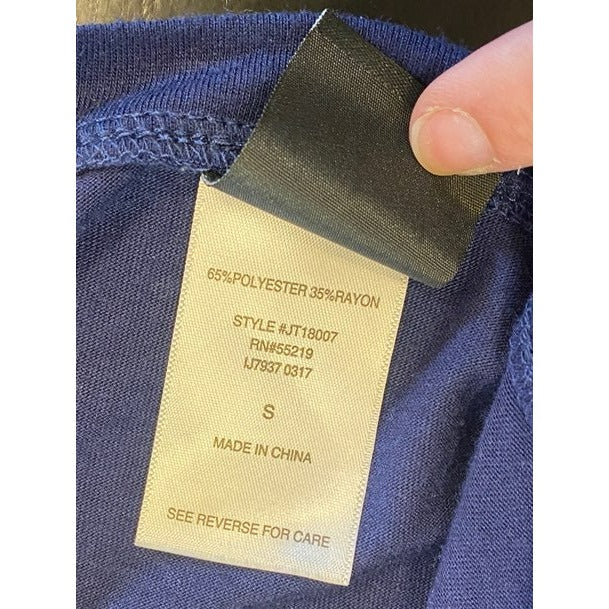 65%POLYESTER 35%RAYON
STYLE #JT18007
RN#55219
IJ7937 0317
S
MADE IN CHINA
SEE REVERSE FOR CARE